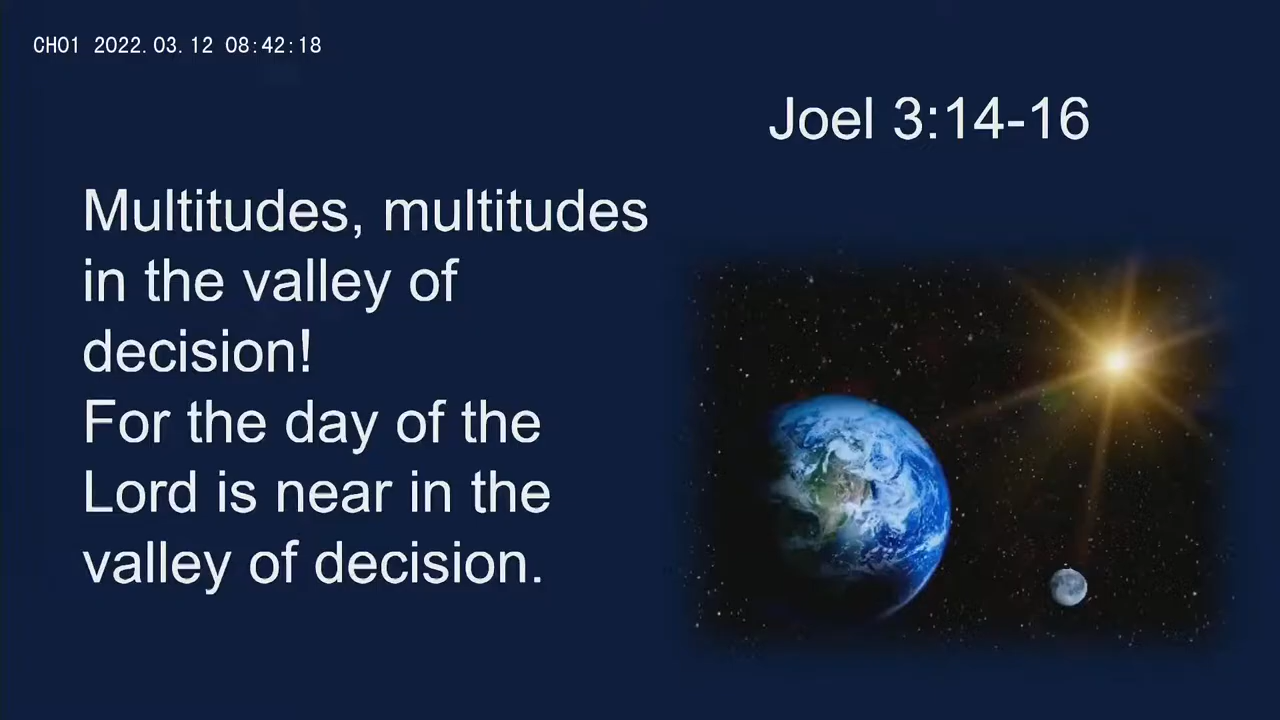 CH01 2022.03.12 08:42:18
Joel 3:14-16
Multitudes, multitudes
in the valley of
decision!
For the day of the
Lord is near in the
valley of decision.